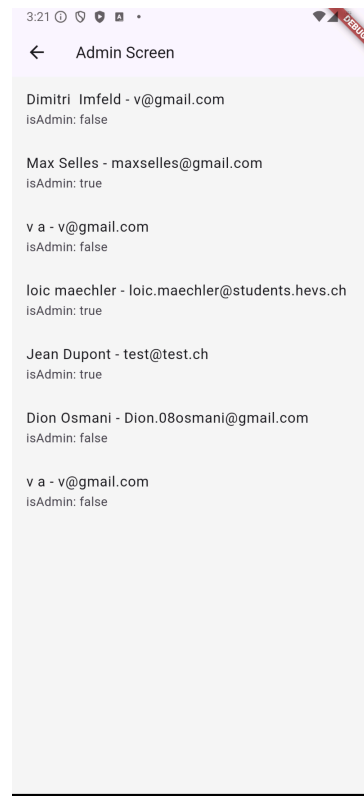 3:21
DEBUG
Admin Screen
Dimitri  Imfeld - v@gmail.com
isAdmin: false
Max Selles - maxselles@gmail.com
isAdmin: true
v a - v@gmail.com
isAdmin: false
loic maechler - loic.maechler@students.hevs.ch
isAdmin: true
Jean Dupont - test@test.ch
isAdmin: true
Dion Osmani - Dion.08osmani@gmail.com
isAdmin: false
v a - v@gmail.com
isAdmin: false